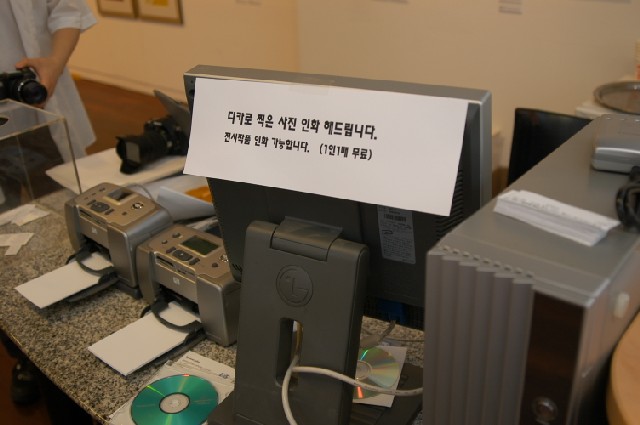 디카로 찍은 사진 인화 해드립니다.
전시작품 인화 가능합니다. (1인1매 무료)